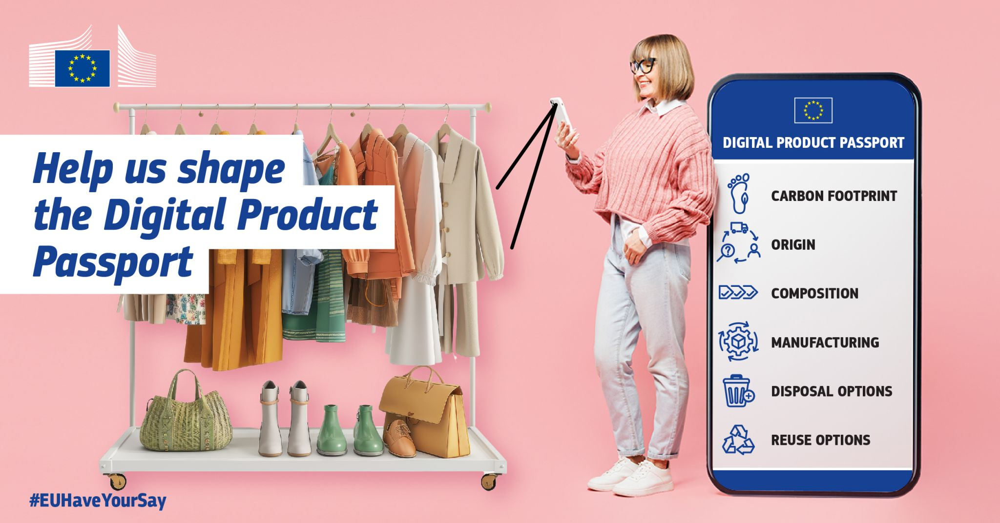 Help us shape
the Digital Product
Passport
#EUHaveYourSay
DIGITAL PRODUCT PASSPORT
CARBON FOOTPRINT
ORIGIN
COMPOSITION
MANUFACTURING
DISPOSAL OPTIONS
REUSE OPTIONS